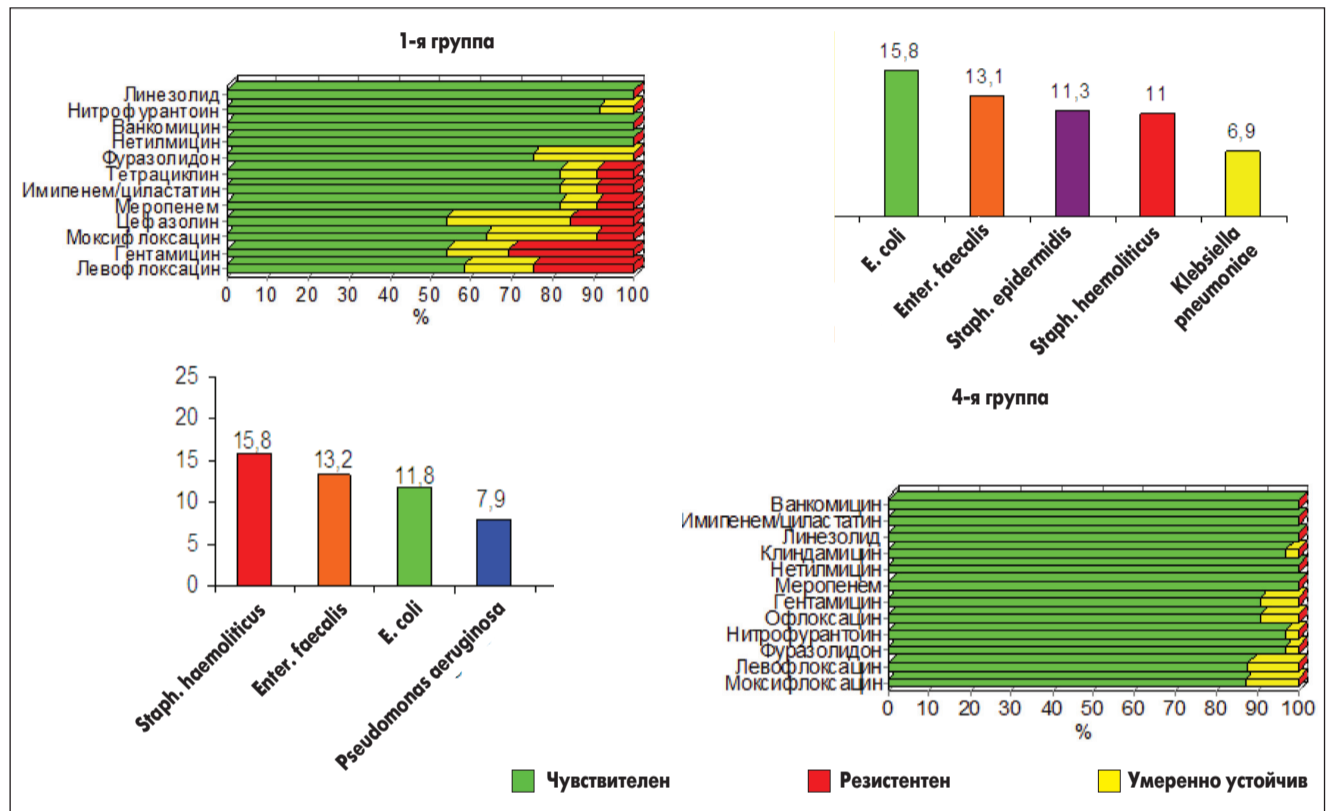 1-я группа
Линезолид
Нитрофурантоин
Ванкомицин
Нетилмицин
Фуразолидон
Тетрациклин
Имипенем/циластатин
Меропенем
Цефазолин
Моксифлоксацин
Гентамицин
Левофлоксацин
0 10 20 30 40 50 60 70 80 90 100
%
15,8
13,1
11,3
11
6,9
E. coli
Enter. faecalis
Staph. epidermidis
Staph. haemoliticus
Klebsiella
pneumoniae
25
20
15
10
5
0
15,8
13,2
11,8
7,9
Staph. haemoliticus
Enter. faecalis
E. coli
Pseudomonas aeruginosa
4-я группа
Ванкомицин
Имипенем/циластатин
Линезолид
Клиндамицин
Нетилмицин
Меропенем
Гентамицин
Офлоксацин
Нитрофурантоин
Фуразолидон
Левофлоксацин
Моксифлоксацин
0 10 20 30 40 50 60 70 80 90 100
%
Чувствителен
Резистентен
Умеренно устойчив